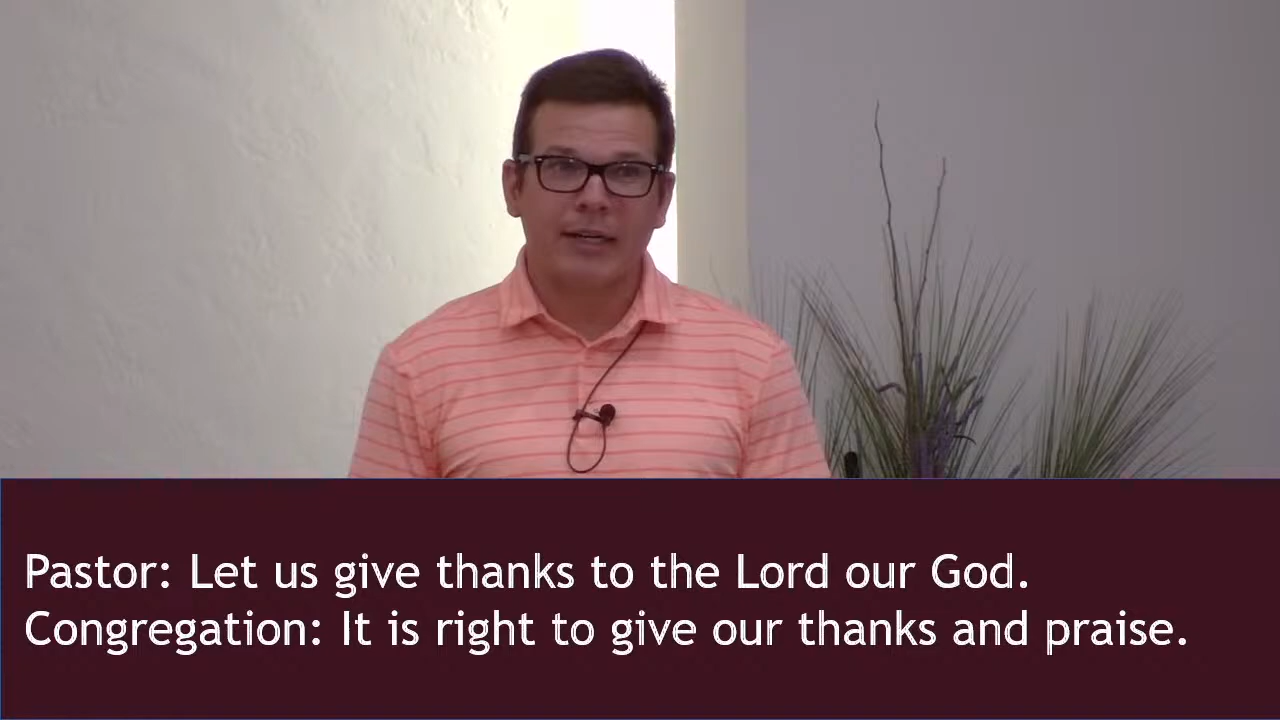 Pastor: Let us give thanks to the Lord our God.
Congregation: It is right to give our thanks and praise.